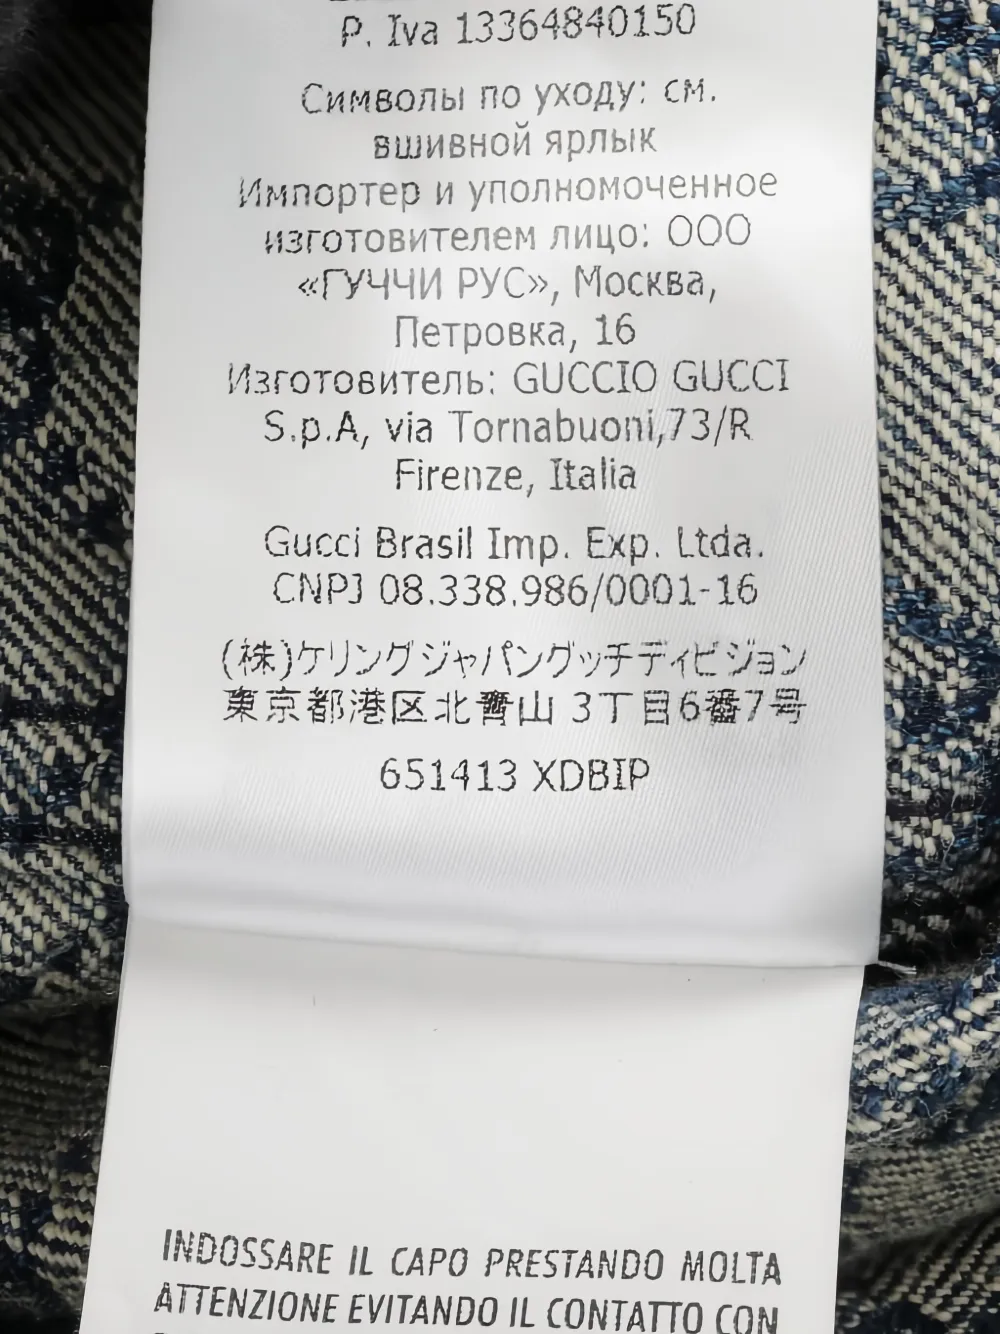 P. Iva 13364840150
Символы по уходу: см.
вшивной ярлык
Импортер и уполномоченное
изготовителем лицо: ООО
«ГУЧЧИ РУС», Москва,
Петровка, 16
Изготовитель: GUCCIO GUCCI
S.p.A, via Tornabuoni,73/R
Firenze, Italia
Gucci Brasil Imp. Exp. Ltda.
CNPJ 08.338.986/0001-16
(株)ケリングジャパングッチディビジョン
東京都港区北青山 3丁目6番7号
651413 XDBIP
INDOSSARE IL CAPO PRESTANDO MOLTA
ATTENZIONE EVITANDO IL CONTATTO CON